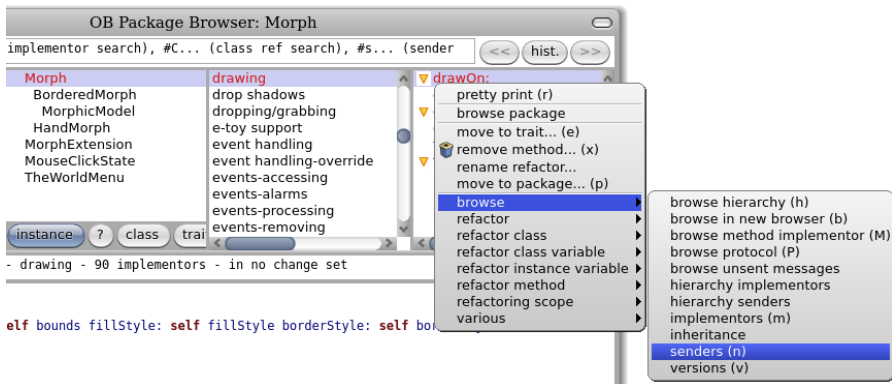 OB Package Browser: Morph
implementor search), #C... (class ref search), #s... (sender
<< hist. >>
Morph
BorderedMorph
MorphicModel
HandMorph
MorphExtension
MouseClickState
TheWorldMenu
instance ? class trai
drawing
drop shadows
dropping/grabbing
e-toy support
event handling
event handling-override
events-accessing
events-alarms
events-processing
events-removing
drawOn:
pretty print (r)
browse package
move to trait... (e)
remove method... (x)
rename refactor...
move to package... (p)
browse
refactor
refactor class
refactor class variable
refactor instance variable
refactor method
refactoring scope
various
browse hierarchy (h)
browse in new browser (b)
browse method implementor (M)
browse protocol (P)
browse unsent messages
hierarchy implementors
hierarchy senders
implementors (m)
inheritance
senders (n)
versions (v)
- drawing - 90 implementors - in no change set
elf bounds fillStyle: self fillStyle borderStyle: self